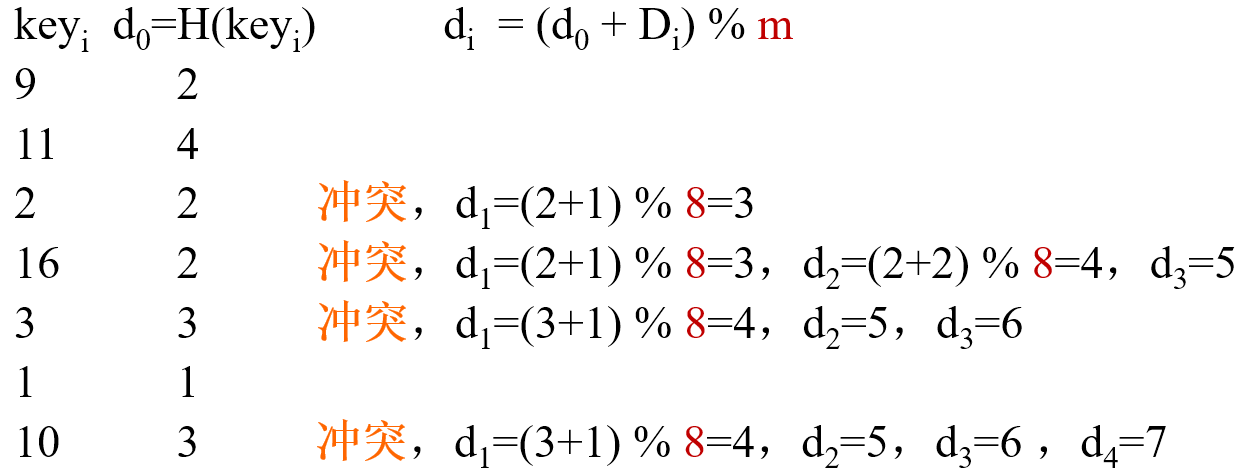 keyᵢ d₀=H(keyᵢ) dᵢ = (d₀ + Dᵢ) % m
9 2
11 4
2 2 冲突，d₁=(2+1) % 8=3
16 2 冲突，d₁=(2+1) % 8=3，d₂=(2+2) % 8=4，d₃=5
3 3 冲突，d₁=(3+1) % 8=4，d₂=5，d₃=6
1 1
10 3 冲突，d₁=(3+1) % 8=4，d₂=5，d₃=6 ，d₄=7